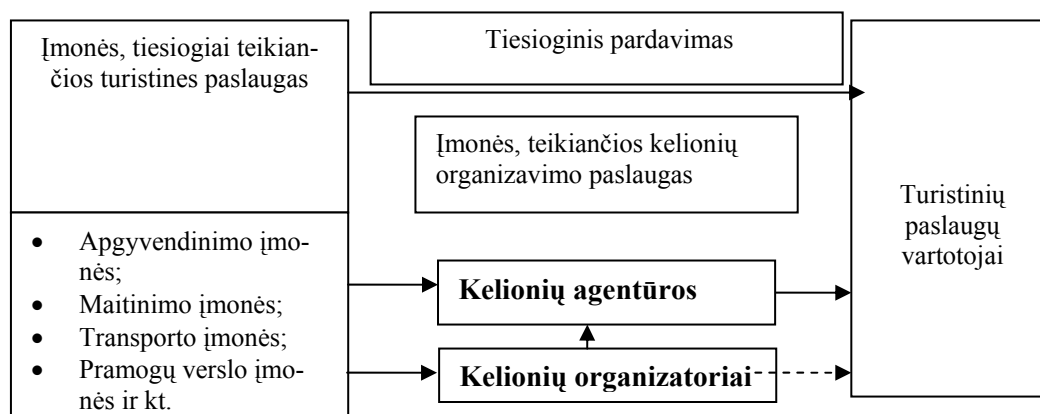 Įmonės, tiesiogiai teikian-
čios turistines paslaugas
Tiesioginis pardavimas
Įmonės, teikiančios kelionių
organizavimo paslaugas
• Apgyvendinimo įmo-
nės;
• Maitinimo įmonės;
• Transporto įmonės;
• Pramogų verslo įmo-
nės ir kt.
Kelionių agentūros
Kelionių organizatoriai
Turistinių
paslaugų
vartotojai